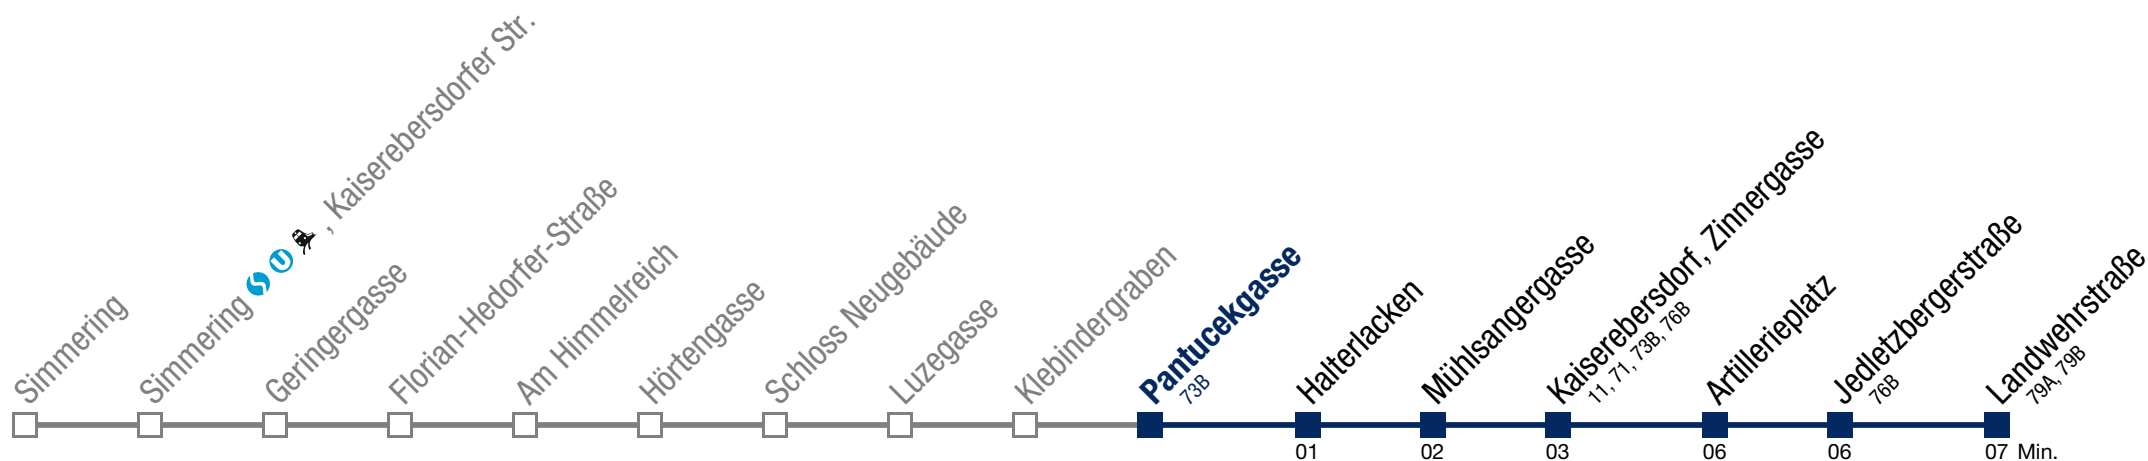 Simmering
Simmering S U , Kaiserebersdorfer Str.
Geringergasse
Florian-Hedorfer-Straße
Am Himmelreich
Hörtengasse
Schloss Neugebäude
Luzegasse
Klebindergraben
Pantucekgasse
73B
Halterlacken
Mühlsangergasse
Kaiserebersdorf, Zinnergasse
11, 71, 73B, 76B
Artillerieplatz
Jedletzbergerstraße
76B
Landwehrstraße
79A, 79B
01 02 03 06 06 07 Min.